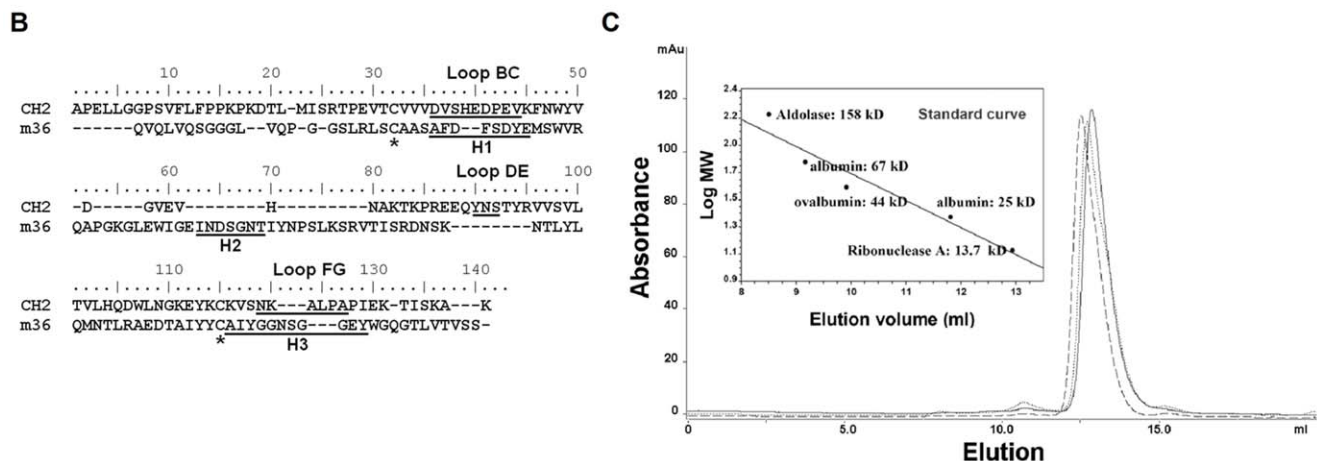 B
10 20 30 40 50
Loop BC
CH2 APELLGGPSVFLFPPKPKDTL-MISRTPEVTCVVVDVSHEDPEVKFNWYV
m36 ------QVQLVQSGGGL--VQP-G-GSLRLSCAASAFD--FSDYEMSWVR
* H1
60 70 80 90 100
Loop DE
CH2 -D-----GVEV--------H---------NAKTKPREEQYNSTYRVVSVL
m36 QAPGKGLEWIGEINDSGNTIYNPSLKSRVTISRDNSK--------NTLYL
H2
110 Loop FG 130 140
CH2 TVLHQDWLNGKEYKCKVSNK---ALPAPIEK-TISKA---K
m36 QMNTLRAEDTAIYYCAIYGGNSG---GEYWGQGTLVTVSS-
* H3
C
mAu
120
100
80
60
40
20
0
Absorbance
0 5.0 10.0 15.0 ml
Elution
2.4
2.2
2.0
1.7
1.5
1.3
1.1
0.9
Log MW
Standard curve
Aldolase: 158 kD
albumin: 67 kD
ovalbumin: 44 kD
albumin: 25 kD
Ribonuclease A: 13.7 kD
8 9 10 11 12 13
Elution volume (ml)